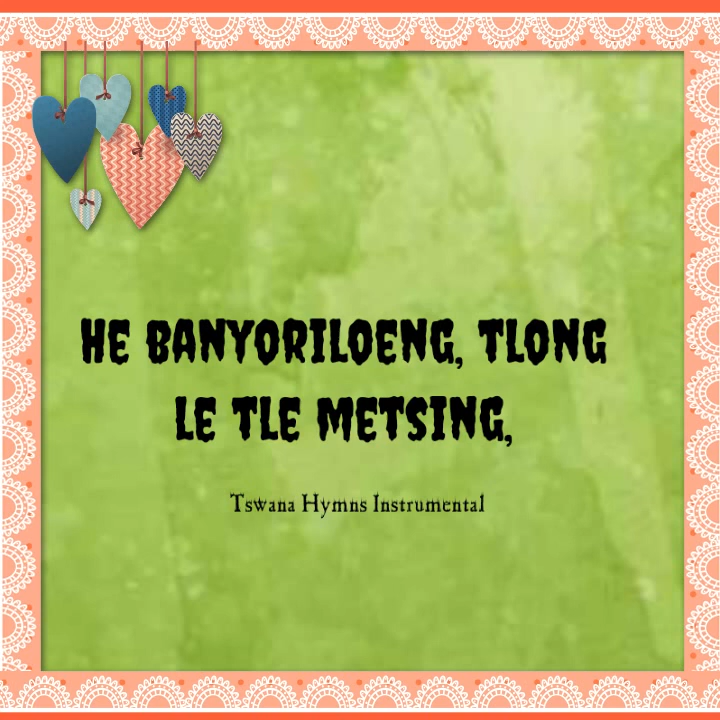 HE BANYORILOENG, TLONG
LE TLE METSING,
Tswana Hymns Instrumental